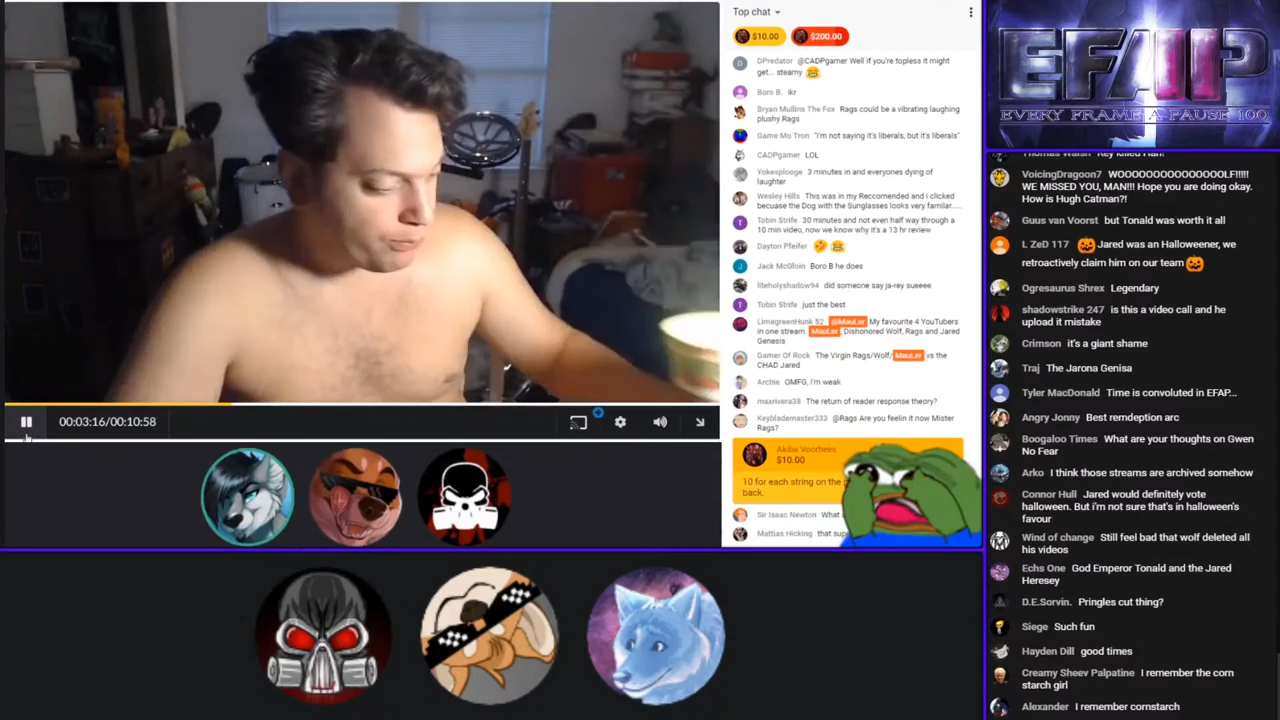 Top chat
$10.00
$200.00
DPredator @CADPgamer Well if you're topless it might
get... steamy
Boro B. ikr
Bryan Mullins The Fox Rags could be a vibrating laughing
plushy Rags
Game Mo Tron "I'm not saying it's liberals, but it's liberals"
CADPgamer LOL
Yokesplooge 3 minutes in and everyones dying of
laughter
Wesley Hills This was in my Reccomended and i clicked
becuase the Dog with the Sunglasses looks very familar.....
Tobin Strife 30 minutes and not even half way through a
10 min video, now we know why it's a 13 hr review
Dayton Pfeifer
Jack McGloin Boro B he does
liteholyshadow94 did someone say ja-rey sueeee
Tobin Strife just the best
LimegreenHunk 52 @MauLer My favourite 4 YouTubers
in one stream. MauLer, Dishonored Wolf, Rags and Jared
Genesis
Gamer Of Rock The Virgin Rags/Wolf/MauLer vs the
CHAD Jared
Archie OMFG, i'm weak
maxrivera38 The return of reader response theory?
Keyblademaster333 @Rags Are you feelin it now Mister
Rags?
Akiba Voorhees
$10.00
10 for each string on the
back.
Sir Isaac Newton What
Mattias Hicking that
00:03:16/00:10:58
EFAP
EVERY FRAME A PAUSE 100
Thomas Walsh Rey killed Han!
VoicingDragoon7 WOOOOOOOOOOOOOOLF!!!!!
WE MISSED YOU, MAN!!! Hope you are doing okay.
How is Hugh Catman?!
Guus van Voorst but Tonald was worth it all
L ZeD 117 Jared was an Halloweener, we
retroactively claim him on our team
Ogresaurus Shrex Legendary
shadowstrike 247 is this a video call and he
upload it mistake
Crimson it's a giant shame
Traj The Jarona Genisa
Tyler MacDonald Time is convoluted in EFAP...
Angry Jonny Best remdeption arc
Boogaloo Times What are your thoughts on Gwen
No Fear
Arko I think those streams are archived somehow
Connor Hull Jared would definitely vote
halloween. But i'm not sure that's in halloween's
favour
Wind of change Still feel bad that wolf deleted all
his videos
Echs One God Emperor Tonald and the Jared
Heresey
D.E.Sorvin. Pringles cut thing?
Siege Such fun
Hayden Dill good times
Creamy Sheev Palpatine I remember the corn
starch girl
Alexander I remember cornstarch